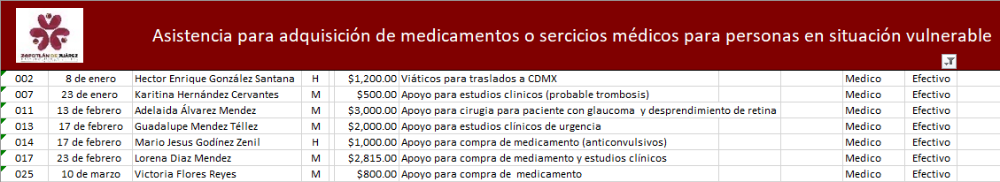 ZAPOTLÁN DE JUÁREZ
Asistencia para adquisición de medicamentos o sercicios médicos para personas en situación vulnerable
002 8 de enero Hector Enrique González Santana H $1,200.00 Viáticos para traslados a CDMX Medico Efectivo
007 23 de enero Karitina Hernández Cervantes M $500.00 Apoyo para estudios clinicos (probable trombosis) Medico Efectivo
011 13 de febrero Adelaida Álvarez Mendez M $3,000.00 Apoyo para cirugia para paciente con glaucoma y desprendimiento de retina Medico Efectivo
013 17 de febrero Guadalupe Mendez Téllez M $2,000.00 Apoyo para estudios clínicos de urgencia Medico Efectivo
014 17 de febrero Mario Jesus Godínez Zenil H $1,000.00 Apoyo para compra de medicamento (anticonvulsivos) Medico Efectivo
017 23 de febrero Lorena Diaz Mendez M $2,815.00 Apoyo para compra de mediamento y estudios clínicos Medico Efectivo
025 10 de marzo Victoria Flores Reyes M $800.00 Apoyo para compra de medicamento Medico Efectivo